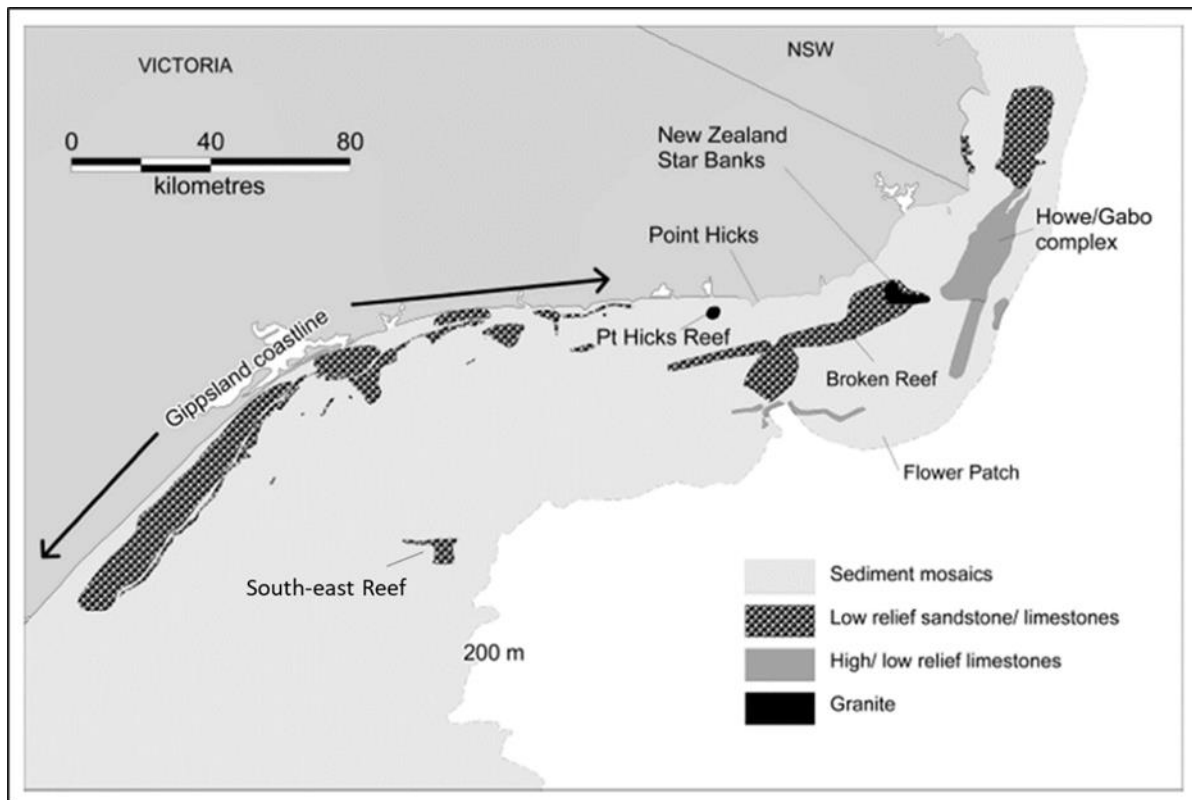 VICTORIA
NSW
0 40 80
kilometres
New Zealand
Star Banks
Howe/Gabo
complex
Point Hicks
Pt Hicks Reef
Gippsland coastline
Broken Reef
Flower Patch
South-east Reef
200 m
Sediment mosaics
Low relief sandstone/ limestones
High/ low relief limestones
Granite